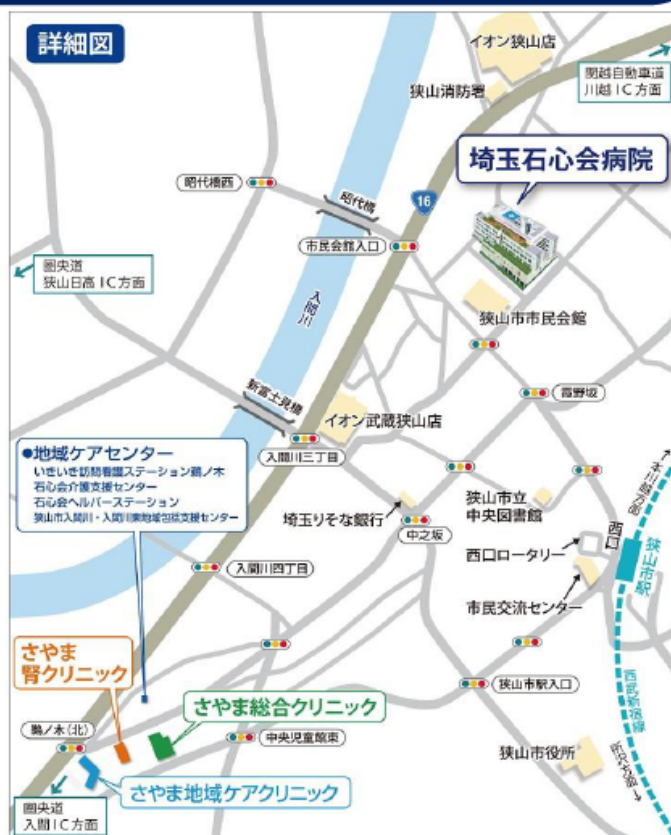 詳細図
イオン狭山店
狭山消防署
関越自動車道
川越IC方面
埼玉石心会病院
昭代橋西
昭代橋
16
市民会館入口
圏央道
狭山日高IC方面
入間川
狭山市市民会館
新富士見橋
霞野坂
イオン武蔵狭山店
入間川三丁目
●地域ケアセンター
いきいき訪問看護ステーション鵜ノ木
石心会介護支援センター
石心会ヘルパーステーション
狭山市入間川・入間川東地域包括支援センター
埼玉りそな銀行
中之坂
狭山市立
中央図書館
本川越方面
西口
狭山市駅
西口ロータリー
市民交流センター
入間川四丁目
さやま
腎クリニック
さやま総合クリニック
狭山市駅入口
西武新宿線
鵜ノ木(北)
中央児童館東
狭山市役所
所沢方面
さやま地域ケアクリニック
圏央道
入間IC方面